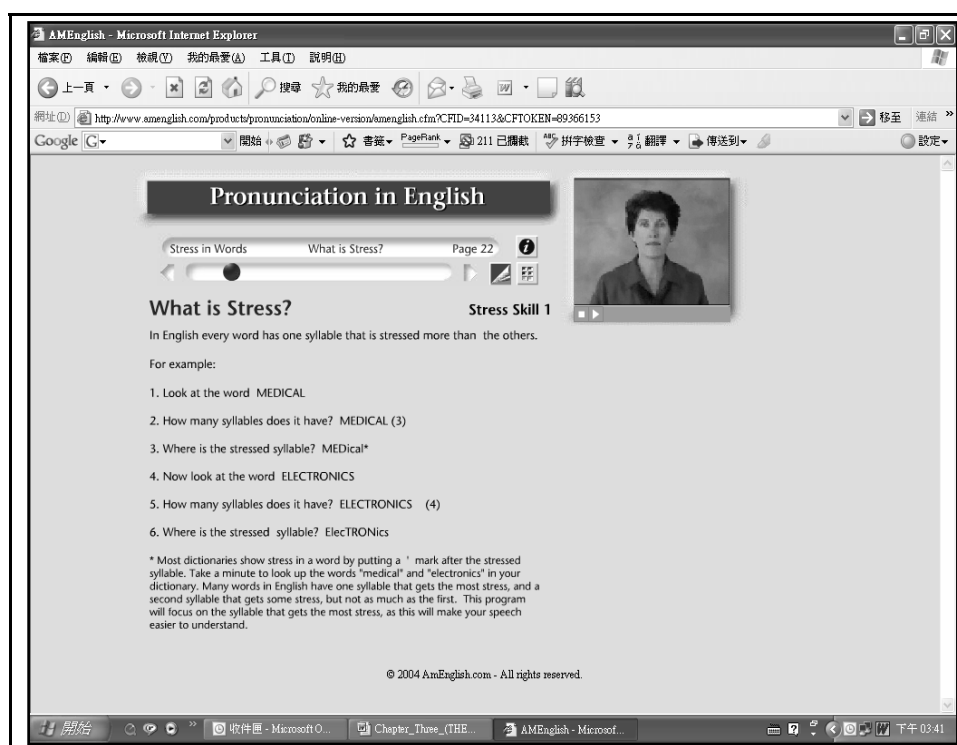 AMEnglish - Microsoft Internet Explorer
檔案(F) 編輯(E) 檢視(V) 我的最愛(A) 工具(T) 說明(H)
上一頁 搜尋 我的最愛
網址(D) http://www.amenglish.com/products/pronunciation/online-version/amenglish.cfm?CFID=34113&CFTOKEN=89366153 移至 連結 »
Google G 開始 書籤 PageRank 211 已攔截 ABC 拼字檢查 翻譯 傳送到 設定
Pronunciation in English
Stress in Words What is Stress? Page 22
What is Stress? Stress Skill 1
In English every word has one syllable that is stressed more than the others.
For example:
1. Look at the word MEDICAL
2. How many syllables does it have? MEDICAL (3)
3. Where is the stressed syllable? MEDical*
4. Now look at the word ELECTRONICS
5. How many syllables does it have? ELECTRONICS (4)
6. Where is the stressed syllable? ElecTRONics
* Most dictionaries show stress in a word by putting a ' mark after the stressed
syllable. Take a minute to look up the words "medical" and "electronics" in your
dictionary. Many words in English have one syllable that gets the most stress, and a
second syllable that gets some stress, but not as much as the first. This program
will focus on the syllable that gets the most stress, as this will make your speech
easier to understand.
© 2004 AmEnglish.com - All rights reserved.
開始 » 收件匣 - Microsoft O... Chapter_Three_(THE... AMEnglish - Microsof... 下午 03:41